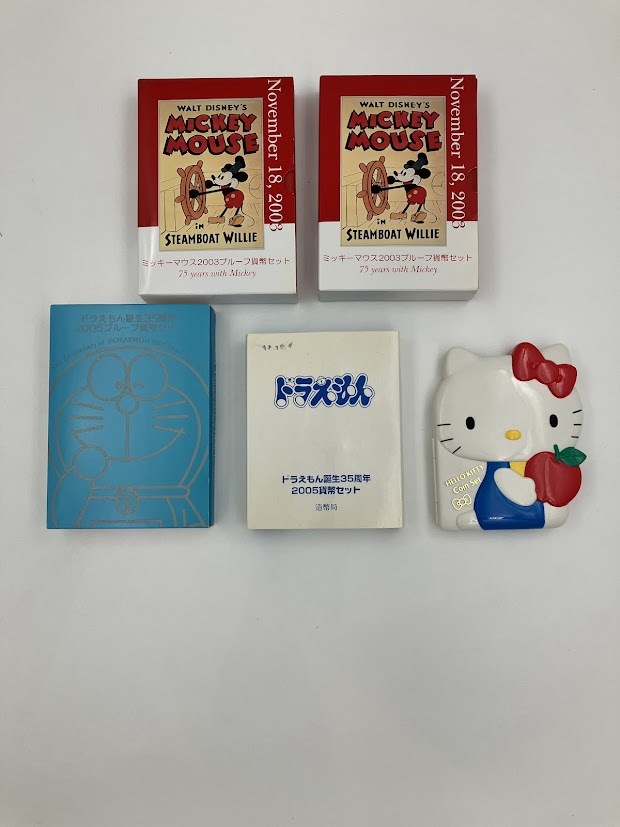 WALT DISNEY'S
MICKEY
MOUSE
IN
STEAMBOAT WILLIE
November 18, 2003
ミッキーマウス2003プルーフ貨幣セット
75 years with Mickey
WALT DISNEY'S
MICKEY
MOUSE
IN
STEAMBOAT WILLIE
November 18, 2003
ミッキーマウス2003プルーフ貨幣セット
75 years with Mickey
ドラえもん誕生35周年
2005プルーフ貨幣セット
of DORAEMON
ドラえもん
ドラえもん誕生35周年
2005貨幣セット
造幣局
HELLO KITTY
Coin Set